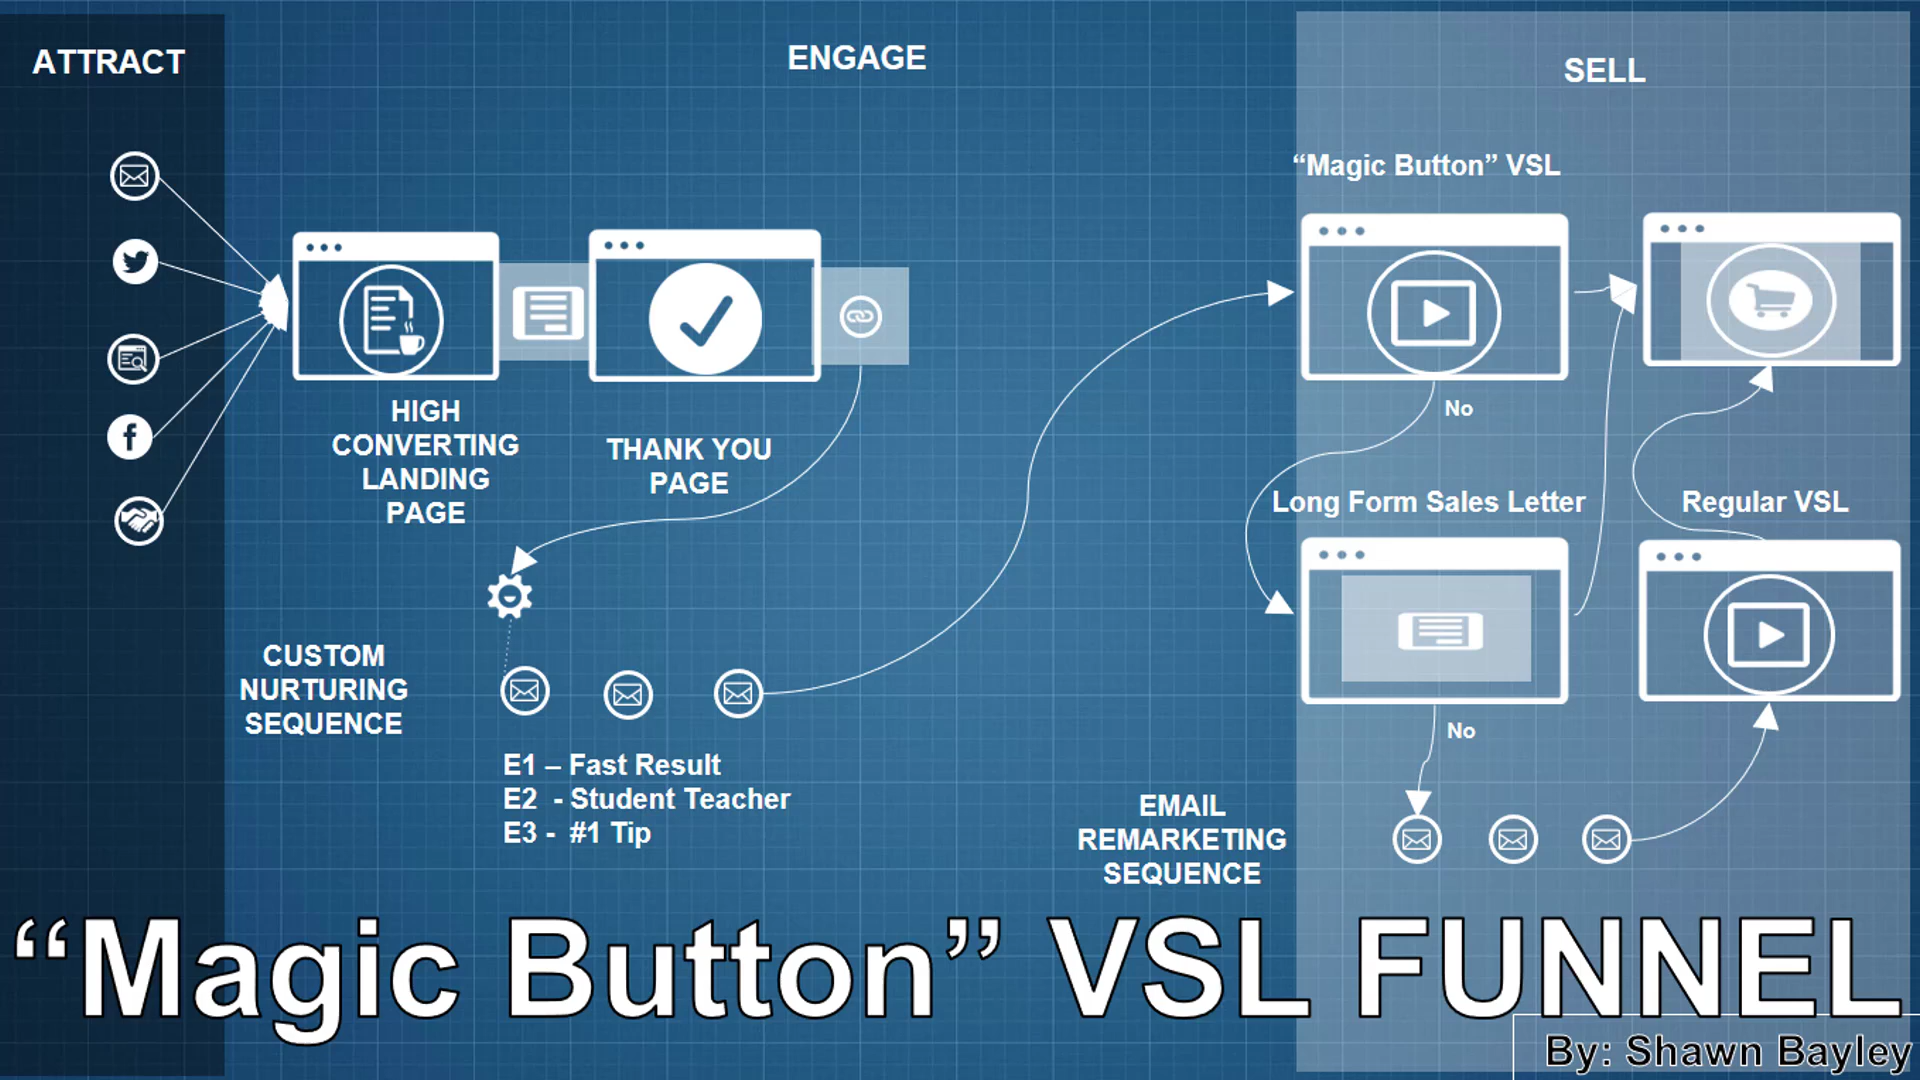 ATTRACT
ENGAGE
SELL
“Magic Button” VSL
HIGH
CONVERTING
LANDING
PAGE
THANK YOU
PAGE
No
Long Form Sales Letter
Regular VSL
CUSTOM
NURTURING
SEQUENCE
E1 – Fast Result
E2 - Student Teacher
E3 - #1 Tip
No
EMAIL
REMARKETING
SEQUENCE
“Magic Button” VSL FUNNEL
By: Shawn Bayley